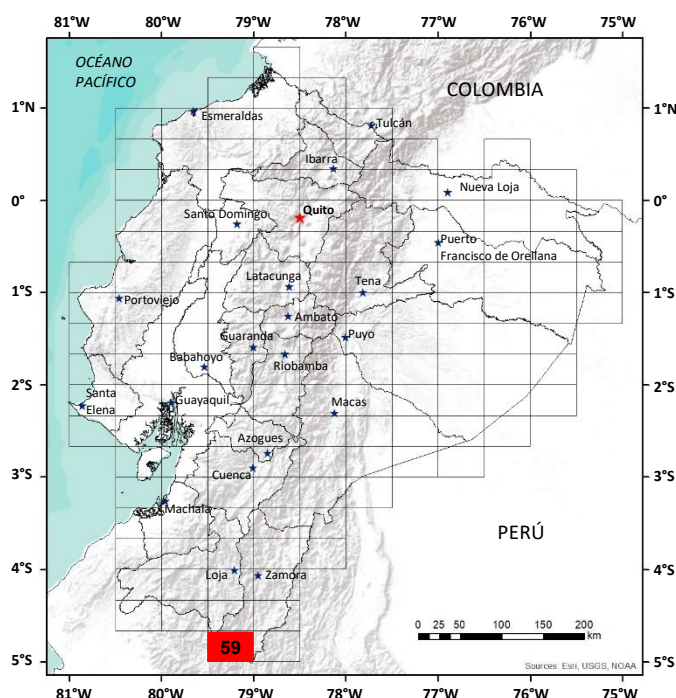 81°W 80°W 79°W 78°W 77°W 76°W 75°W
OCÉANO
PACÍFICO
COLOMBIA
1°N 1°N
Esmeraldas
Tulcán
Ibarra
Nueva Loja
0° 0°
Santo Domingo
Quito
Puerto
Francisco de Orellana
Latacunga
Tena
1°S 1°S
Portoviejo
Ambato
Guaranda
Puyo
Babahoyo
Riobamba
2°S 2°S
Santa
Elena
Guayaquil
Macas
Azogues
3°S 3°S
Cuenca
Machala
PERÚ
4°S 4°S
Loja
Zamora
0 25 50 100 150 200
km
59
5°S 5°S
Sources: Esri, USGS, NOAA
81°W 80°W 79°W 78°W 77°W 76°W 75°W